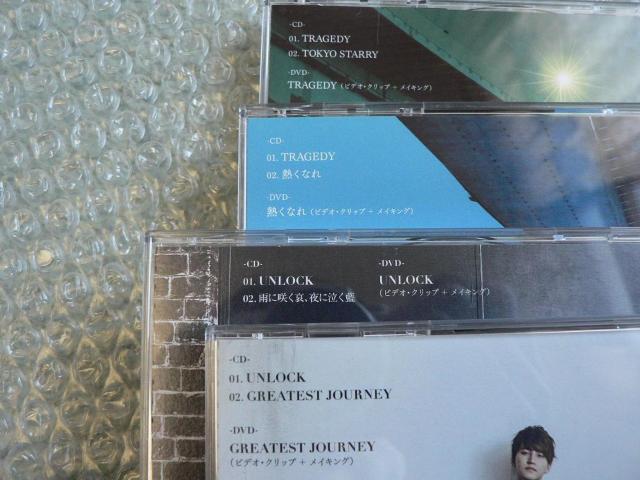 -CD-
01. TRAGEDY
02. TOKYO STARRY
-DVD-
TRAGEDY（ビデオ・クリップ + メイキング）
-CD-
01. TRAGEDY
02. 熱くなれ
-DVD-
熱くなれ（ビデオ・クリップ + メイキング）
-CD-
01. UNLOCK
02. 雨に咲く哀、夜に泣く藍
-DVD-
UNLOCK
（ビデオ・クリップ + メイキング）
-CD-
01. UNLOCK
02. GREATEST JOURNEY
-DVD-
GREATEST JOURNEY
（ビデオ・クリップ + メイキング）